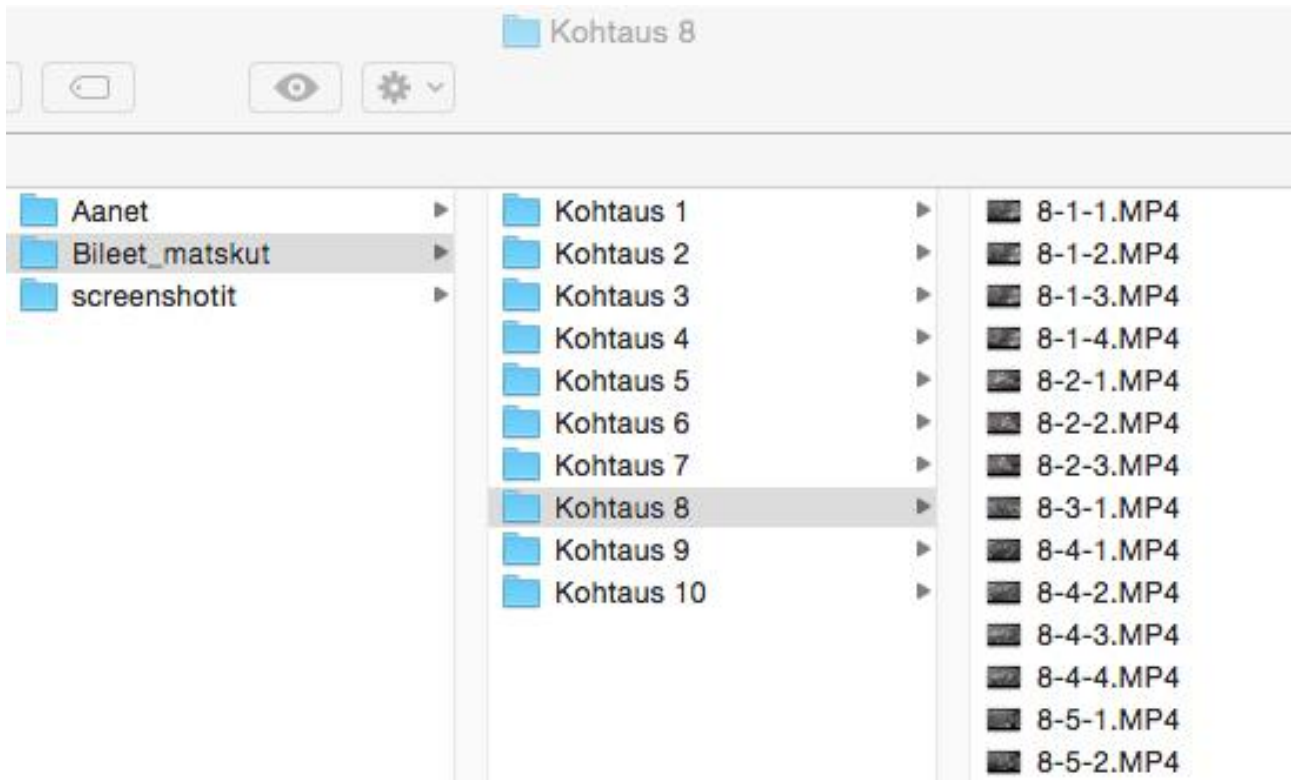 Kohtaus 8
Aanet
Bileet_matskut
screenshotit
Kohtaus 1
Kohtaus 2
Kohtaus 3
Kohtaus 4
Kohtaus 5
Kohtaus 6
Kohtaus 7
Kohtaus 8
Kohtaus 9
Kohtaus 10
8-1-1.MP4
8-1-2.MP4
8-1-3.MP4
8-1-4.MP4
8-2-1.MP4
8-2-2.MP4
8-2-3.MP4
8-3-1.MP4
8-4-1.MP4
8-4-2.MP4
8-4-3.MP4
8-4-4.MP4
8-5-1.MP4
8-5-2.MP4